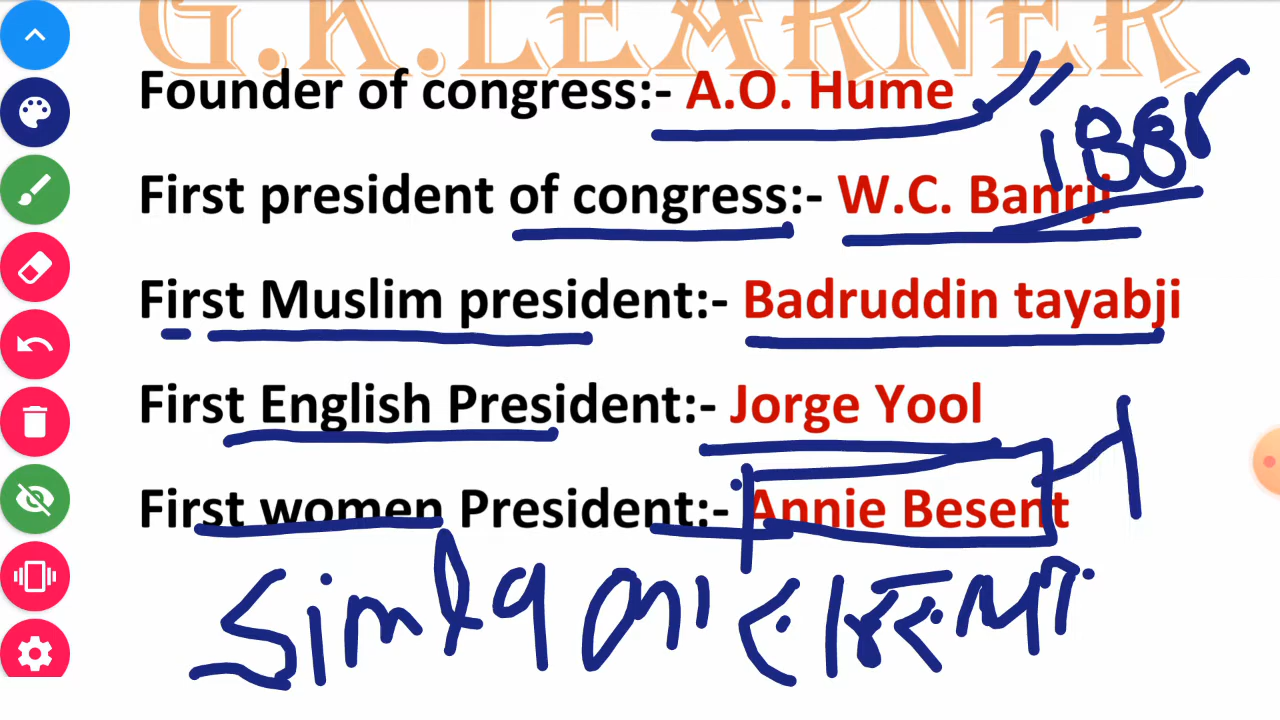 G.K.LEARNER
Founder of congress:- A.O. Hume
1885
First president of congress:- W.C. Banrji
First Muslim president:- Badruddin tayabji
First English President:- Jorge Yool
First women President:- Annie Besent